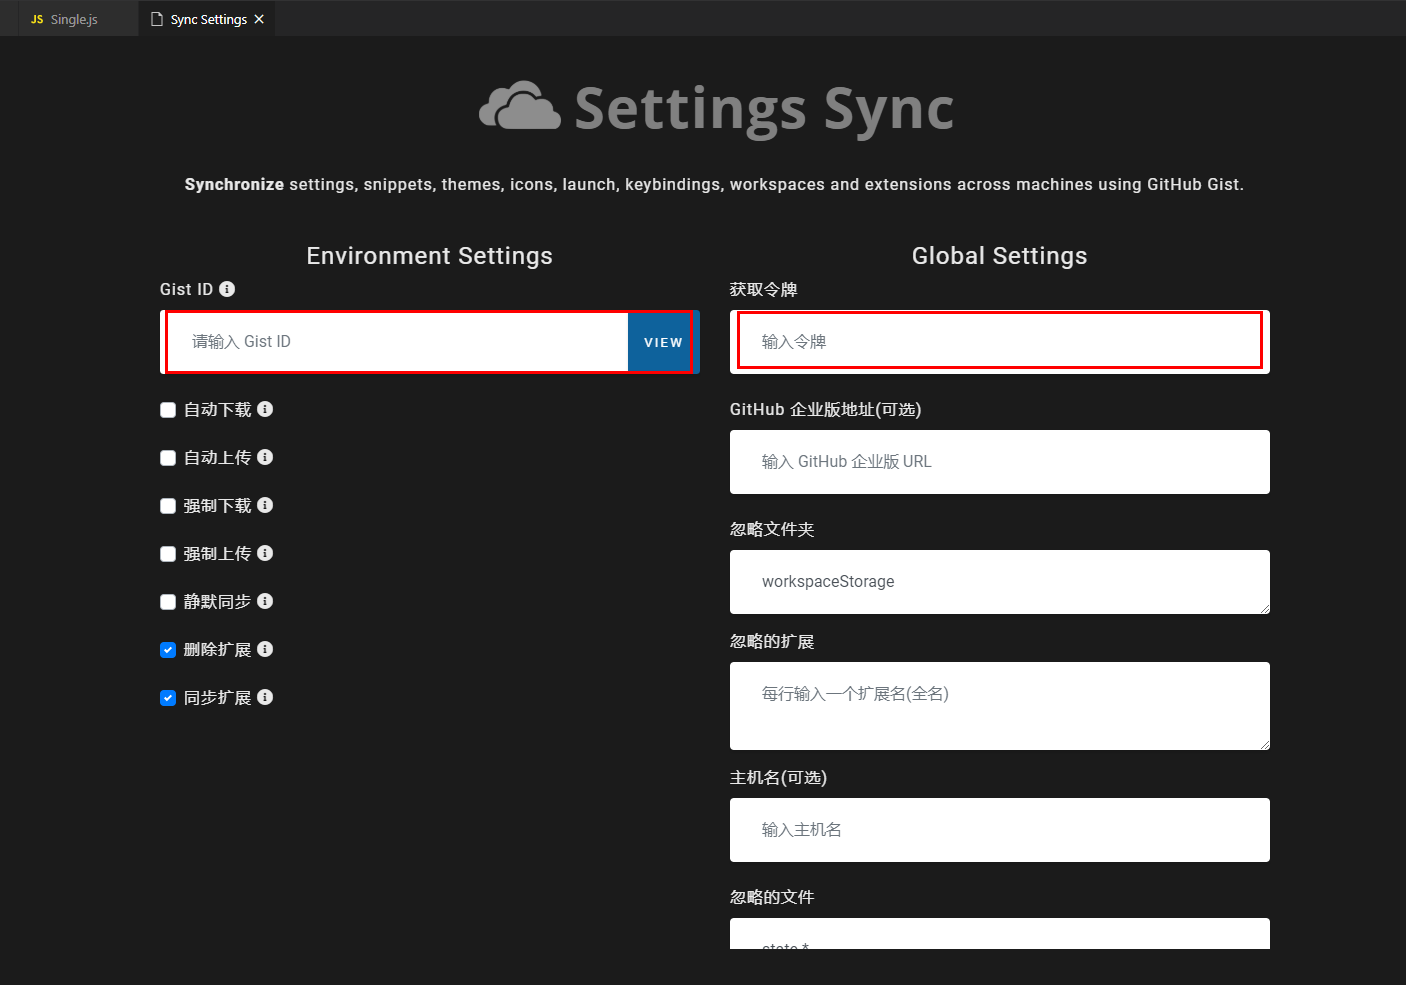 JS Single.js
Sync Settings
Settings Sync
Synchronize settings, snippets, themes, icons, launch, keybindings, workspaces and extensions across machines using GitHub Gist.
Environment Settings
Gist ID
请输入 Gist ID
VIEW
自动下载
自动上传
强制下载
强制上传
静默同步
删除扩展
同步扩展
Global Settings
获取令牌
输入令牌
GitHub 企业版地址(可选)
输入 GitHub 企业版 URL
忽略文件夹
workspaceStorage
忽略的扩展
每行输入一个扩展名(全名)
主机名(可选)
输入主机名
忽略的文件
state.*